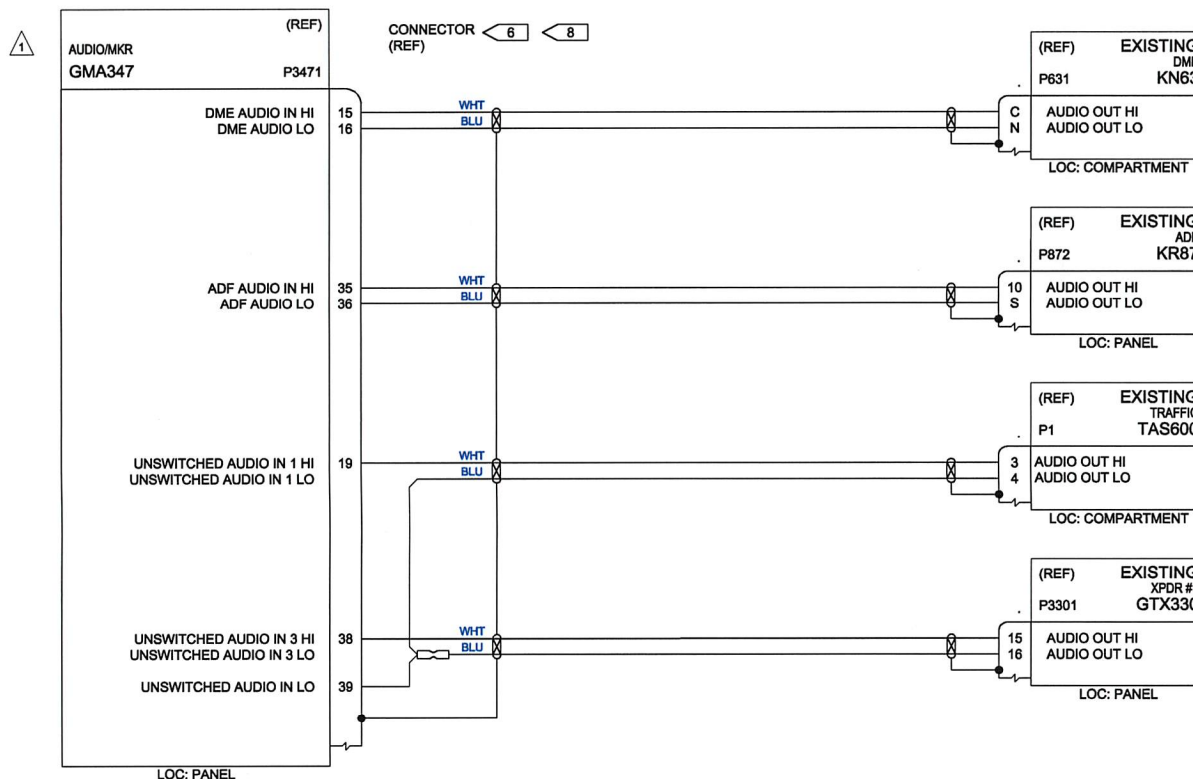 1
(REF)
AUDIO/MKR
GMA347 P3471
CONNECTOR 6 8
(REF)
DME AUDIO IN HI 15 WHT
DME AUDIO LO 16 BLU
ADF AUDIO IN HI 35 WHT
ADF AUDIO LO 36 BLU
UNSWITCHED AUDIO IN 1 HI 19 WHT
UNSWITCHED AUDIO IN 1 LO BLU
UNSWITCHED AUDIO IN 3 HI 38 WHT
UNSWITCHED AUDIO IN 3 LO BLU
UNSWITCHED AUDIO IN LO 39
LOC: PANEL
(REF) EXISTING
P631
C AUDIO OUT HI
N AUDIO OUT LO
LOC: COMPARTMENT
(REF) EXISTING
P872
10 AUDIO OUT HI
S AUDIO OUT LO
LOC: PANEL
(REF) EXISTING
TRAFFIC
P1 TAS600
3 AUDIO OUT HI
4 AUDIO OUT LO
LOC: COMPARTMENT
(REF) EXISTING
XPDR #
P3301 GTX330
15 AUDIO OUT HI
16 AUDIO OUT LO
LOC: PANEL